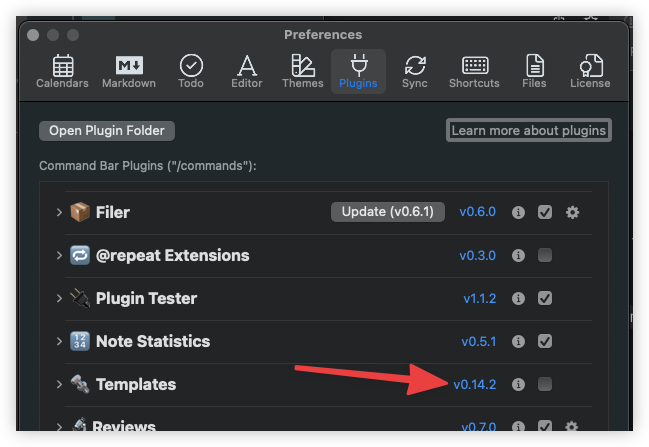 Preferences
Calendars
Markdown
Todo
Editor
Themes
Plugins
Sync
Shortcuts
Files
License
Open Plugin Folder
Learn more about plugins
Command Bar Plugins ("/commands"):
Filer Update (v0.6.1) v0.6.0
@repeat Extensions v0.3.0
Plugin Tester v1.1.2
Note Statistics v0.5.1
Templates v0.14.2
Reviews v0.7.0